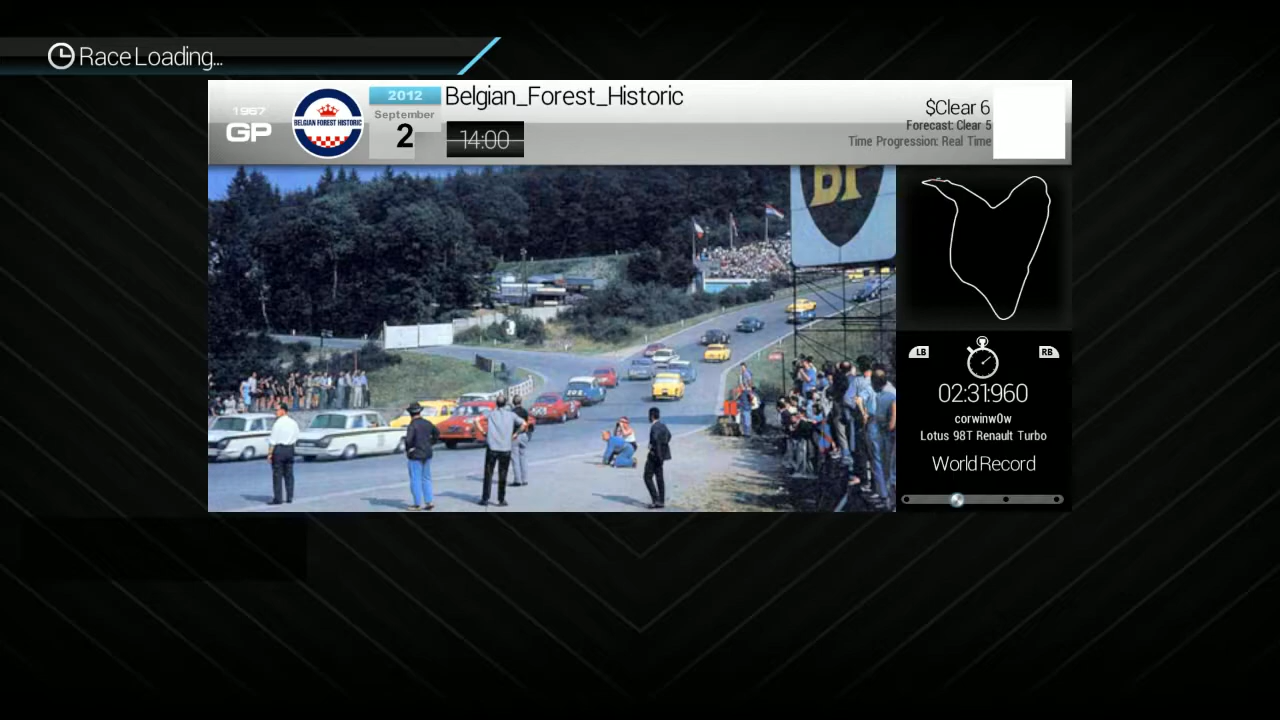 Race Loading...
1967
GP
BELGIAN FOREST HISTORIC
2012
September
2
Belgian_Forest_Historic
14:00
$Clear 6
Forecast: Clear 5
Time Progression: Real Time
BP
LB
RB
02:31:960
corwinw0w
Lotus 98T Renault Turbo
World Record